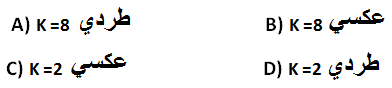 A) K =8 طردي B) K =8 عكسي
C) K =2 عكسي D) K =2 طردي